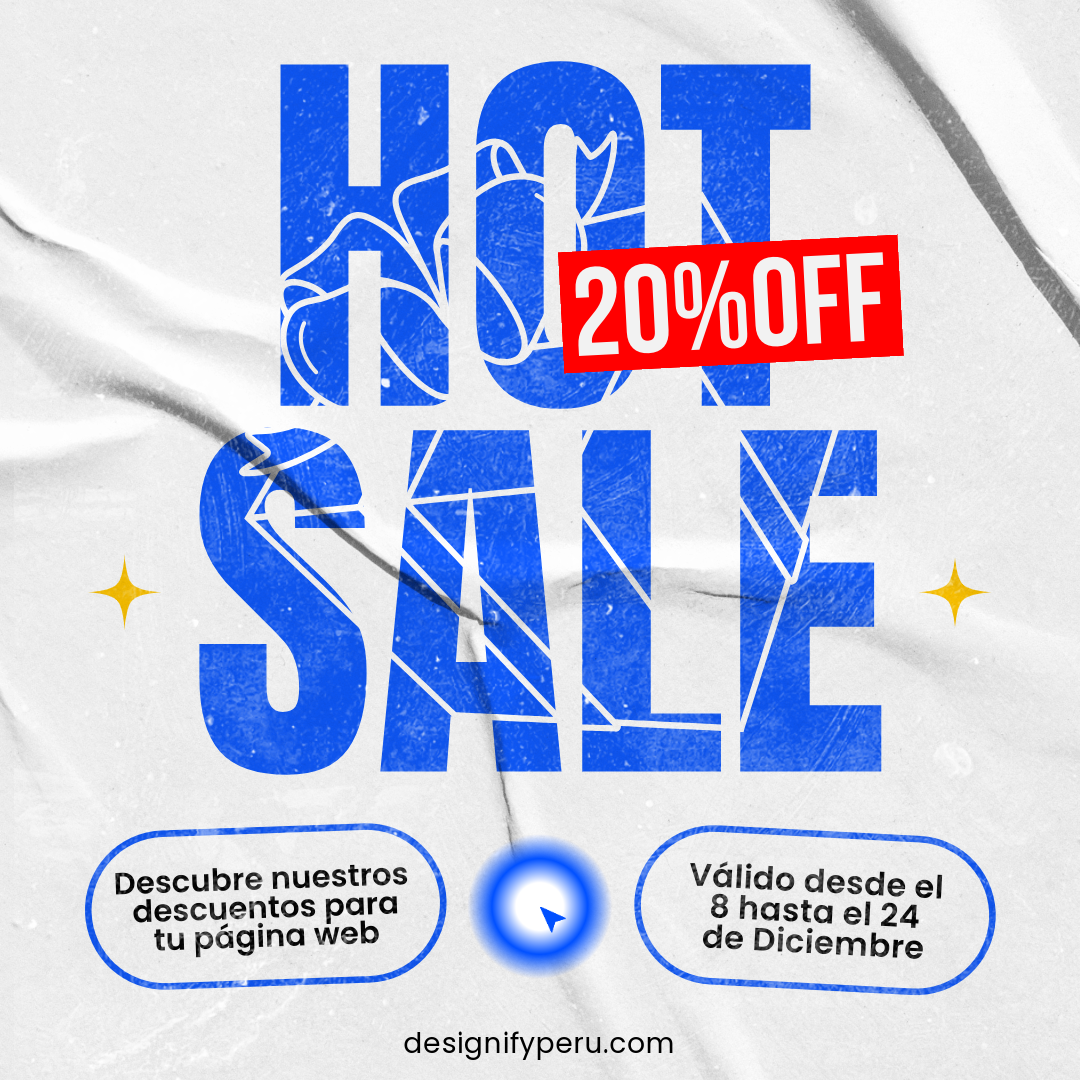 HOT
20%OFF
SALE
Descubre nuestros
descuentos para
tu página web
Válido desde el
8 hasta el 24
de Diciembre
designifyperu.com